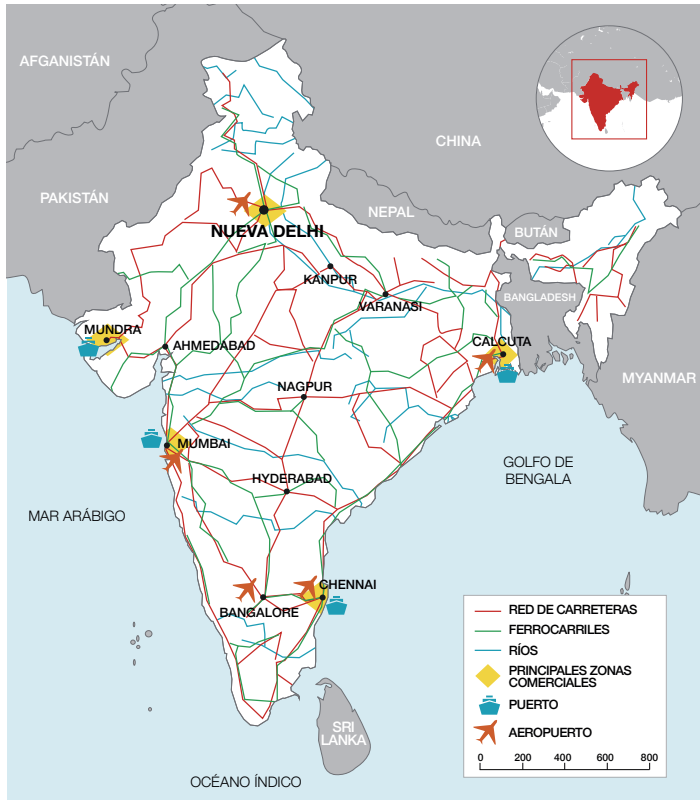 AFGANISTÁN
CHINA
PAKISTÁN
NEPAL
BUTÁN
NUEVA DELHI
KANPUR
BANGLADESH
VARANASI
MUNDRA
AHMEDABAD
CALCUTA
MYANMAR
NAGPUR
MUMBAI
GOLFO DE
BENGALA
HYDERABAD
MAR ARÁBIGO
CHENNAI
BANGALORE
SRI
LANKA
OCÉANO ÍNDICO
RED DE CARRETERAS
FERROCARRILES
RÍOS
PRINCIPALES ZONAS
COMERCIALES
PUERTO
AEROPUERTO
0 200 400 600 800